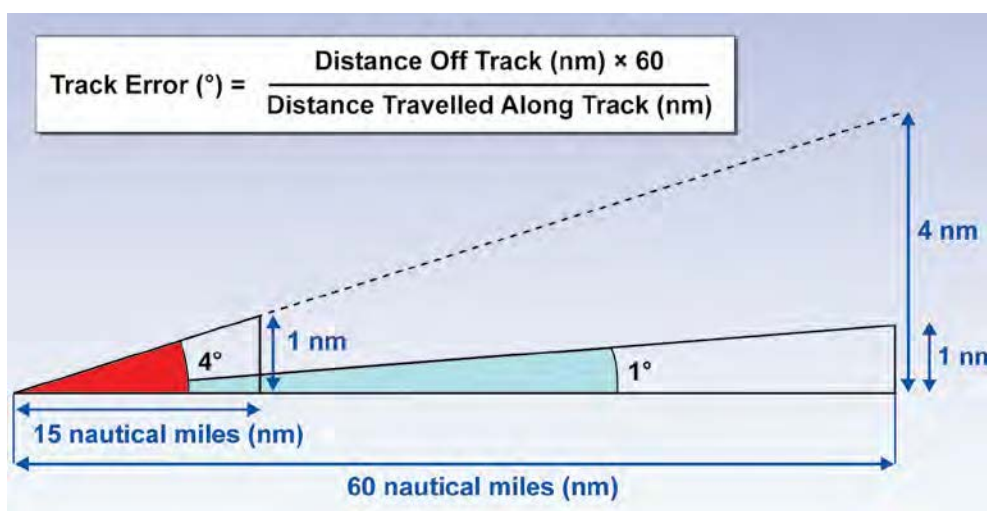 Track Error (°) =
Distance Off Track (nm) × 60
Distance Travelled Along Track (nm)
4 nm
1 nm
4°
1 nm
1°
15 nautical miles (nm)
60 nautical miles (nm)